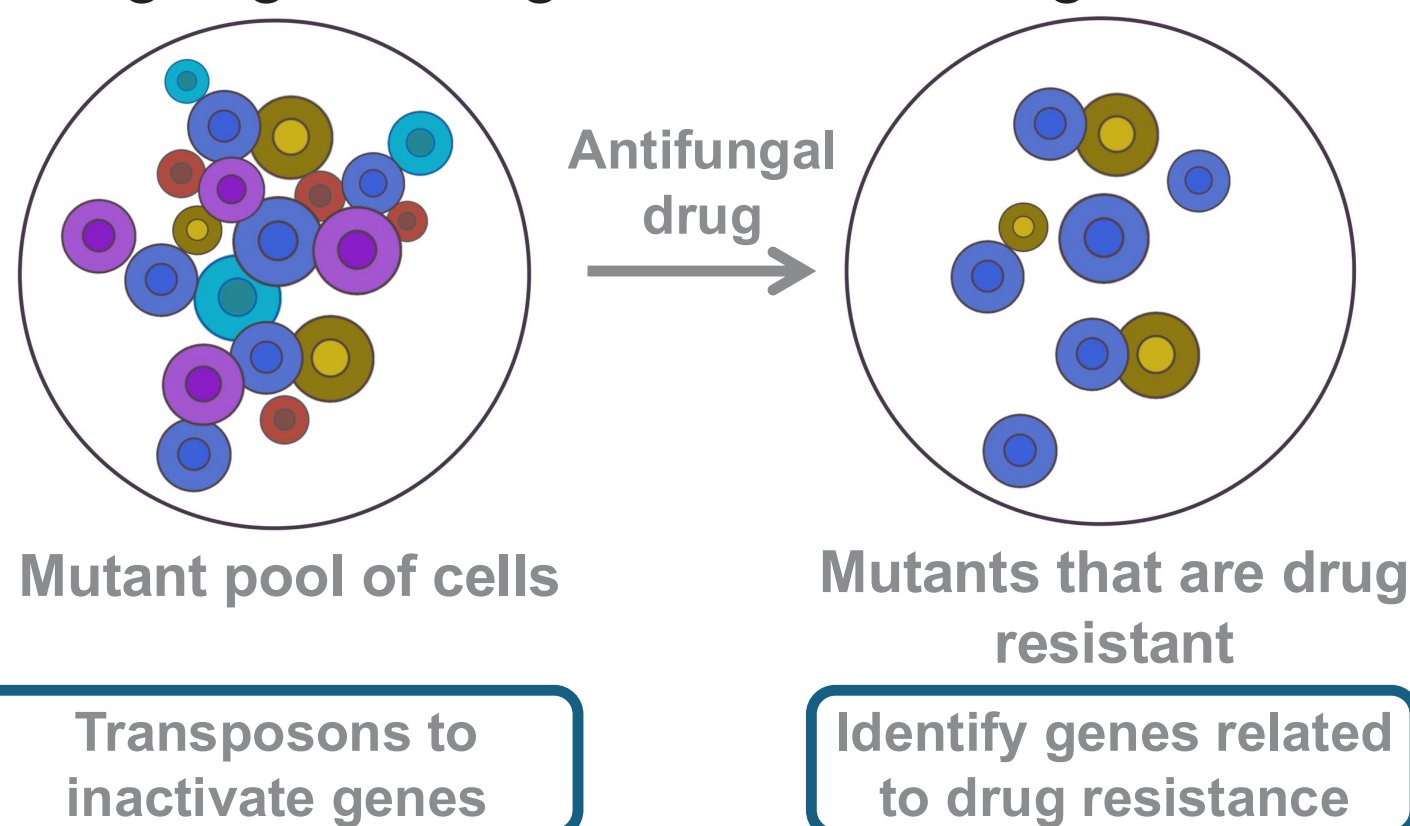 Antifungal
drug
Mutant pool of cells
Mutants that are drug
resistant
Transposons to
inactivate genes
Identify genes related
to drug resistance